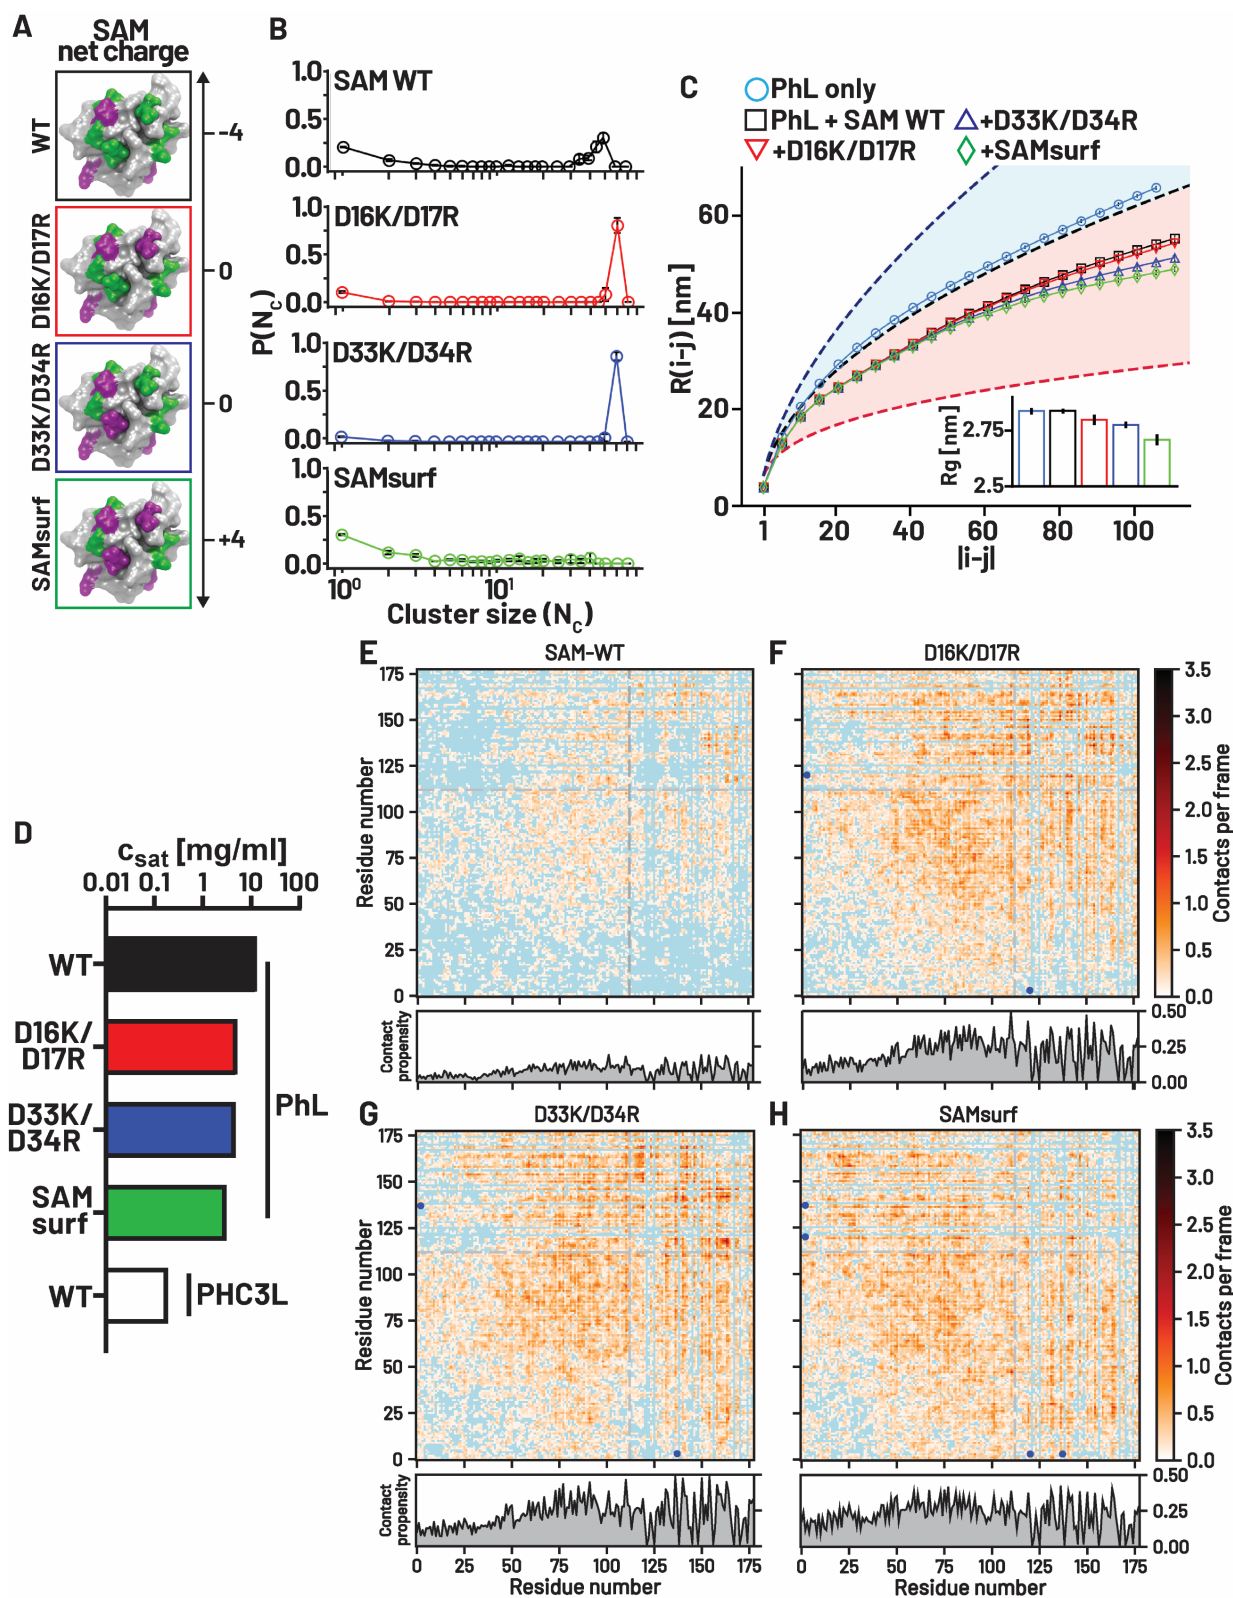 A
SAM
net charge
WT
-4
D16K/D17R
0
D33K/D34R
0
SAMsurf
+4
B
P(Nc)
1.0
0.5
0.0
SAM WT
1.0
0.5
0.0
D16K/D17R
1.0
0.5
0.0
D33K/D34R
1.0
0.5
0.0
SAMsurf
10⁰
10¹
Cluster size (Nc)
C
PhL only
PhL + SAM WT
+D33K/D34R
+D16K/D17R
+SAMsurf
R(i-j) [nm]
60
40
20
0
1
20
40
60
80
100
|i-j|
Rg [nm]
2.75
2.5
D
csat [mg/ml]
0.01 0.1 1 10 100
WT
D16K/
D17R
D33K/
D34R
SAM
surf
WT
PhL
PHC3L
E
SAM-WT
Residue number
175
150
125
100
75
50
25
0
Contact
propensity
F
D16K/D17R
3.5
3.0
2.5
2.0
1.5
1.0
0.5
0.0
Contacts per frame
0.50
0.25
0.00
G
D33K/D34R
Residue number
175
150
125
100
75
50
25
0
Contact
propensity
0 25 50 75 100 125 150 175
Residue number
H
SAMsurf
3.5
3.0
2.5
2.0
1.5
1.0
0.5
0.0
Contacts per frame
0.50
0.25
0.00
0 25 50 75 100 125 150 175
Residue number